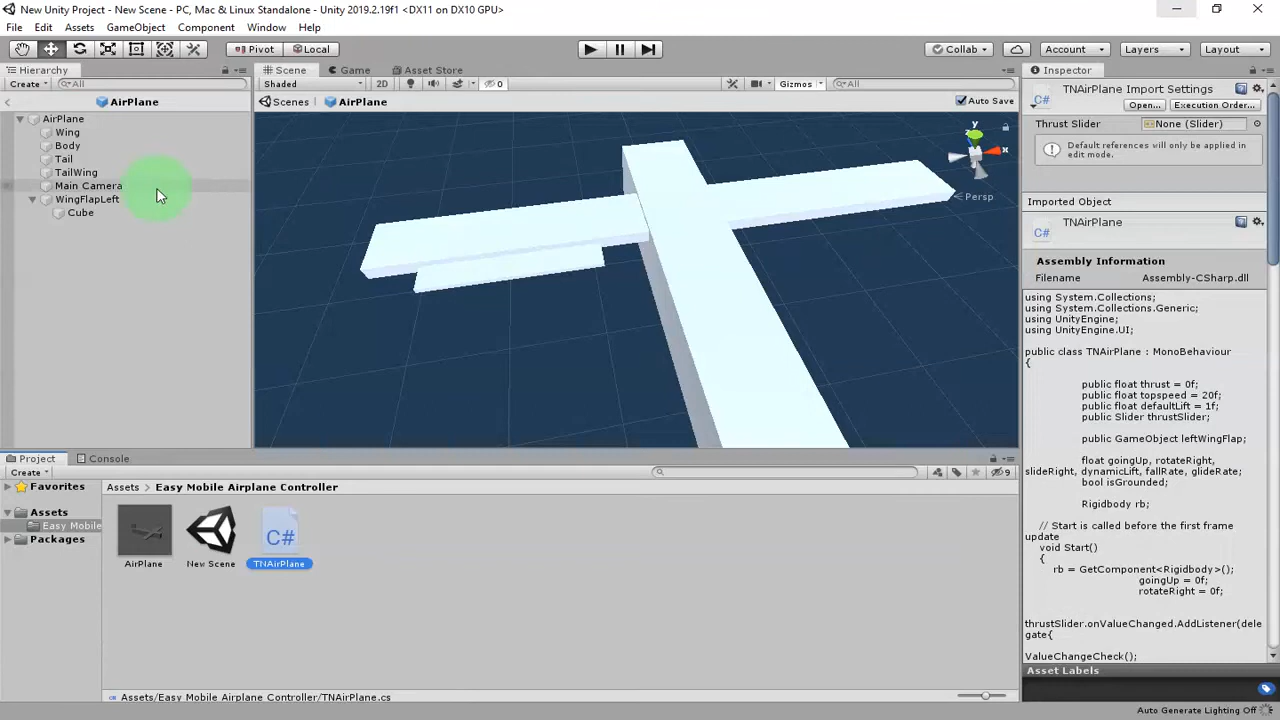 New Unity Project - New Scene - PC, Mac & Linux Standalone - Unity 2019.2.19f1 <DX11 on DX10 GPU>
File Edit Assets GameObject Component Window Help
Pivot Local Collab Account Layers Layout
Hierarchy
Create All
AirPlane
AirPlane
Wing
Body
Tail
TailWing
Main Camera
WingFlapLeft
Cube
Scene Game Asset Store
Shaded 2D 0 Gizmos All
Scenes AirPlane Auto Save
y
z
x
Persp
Inspector
TNAirPlane Import Settings
Open... Execution Order...
Thrust Slider None (Slider)
Default references will only be applied in
edit mode.
Imported Object
TNAirPlane
Assembly Information
Filename Assembly-CSharp.dll
using System.Collections;
using System.Collections.Generic;
using UnityEngine;
using UnityEngine.UI;
public class TNAirPlane : MonoBehaviour
{
public float thrust = 0f;
public float topspeed = 20f;
public float defaultLift = 1f;
public Slider thrustSlider;
public GameObject leftWingFlap;
float goingUp, rotateRight,
slideRight, dynamicLift, fallRate, glideRate;
bool isGrounded;
Rigidbody rb;
// Start is called before the first frame
update
void Start()
{
rb = GetComponent<Rigidbody>();
goingUp = 0f;
rotateRight = 0f;
thrustSlider.onValueChanged.AddListener(dele
gate{
ValueChangeCheck();
Asset Labels
Auto Generate Lighting Off
Project Console
Create 9
Favorites
Assets
Easy Mobile
Packages
Assets > Easy Mobile Airplane Controller
C#
AirPlane New Scene TNAirPlane
Assets/Easy Mobile Airplane Controller/TNAirPlane.cs